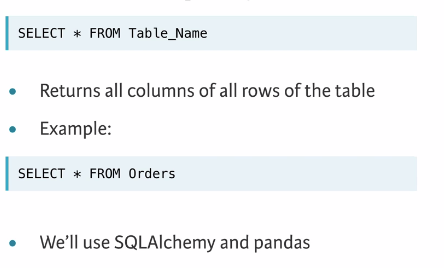 SELECT * FROM Table_Name
• Returns all columns of all rows of the table
• Example:
SELECT * FROM Orders
• We'll use SQLAlchemy and pandas